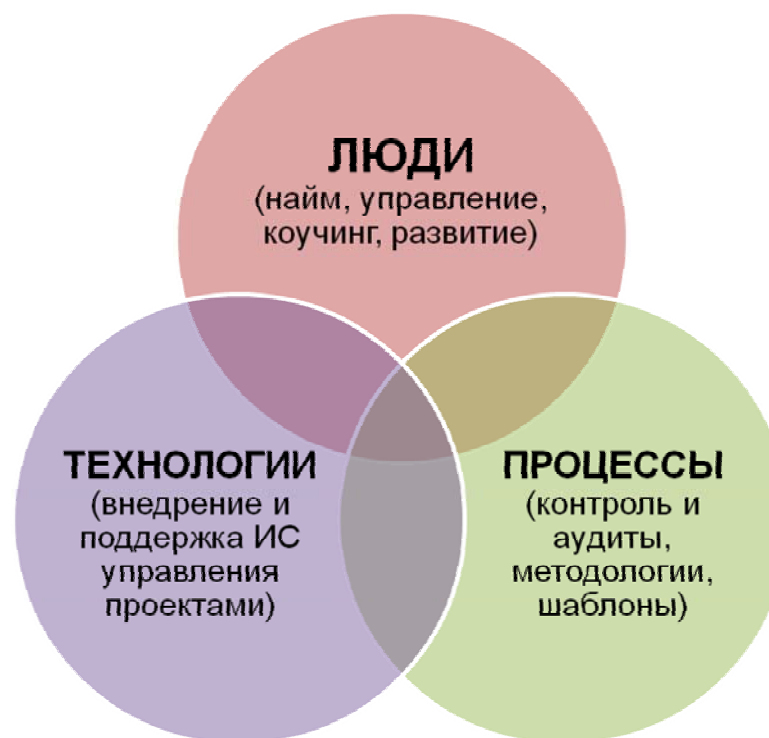 ЛЮДИ
(найм, управление,
коучинг, развитие)
ТЕХНОЛОГИИ
(внедрение и
поддержка ИС
управления
проектами)
ПРОЦЕССЫ
(контроль и
аудиты,
методологии,
шаблоны)